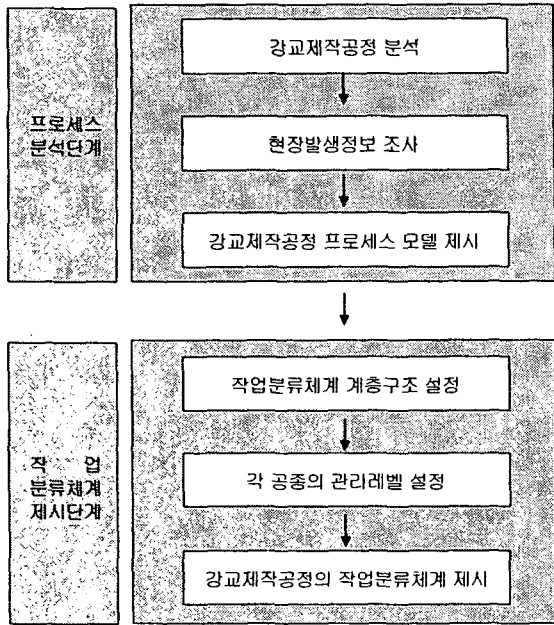 프로세스
분석단계
강교제작공정 분석
현장발생정보 조사
강교제작공정 프로세스 모델 제시
작 업
분류체계
제시단계
작업분류체계 계층구조 설정
각 공종의 관리레벨 설정
강교제작공정의 작업분류체계 제시